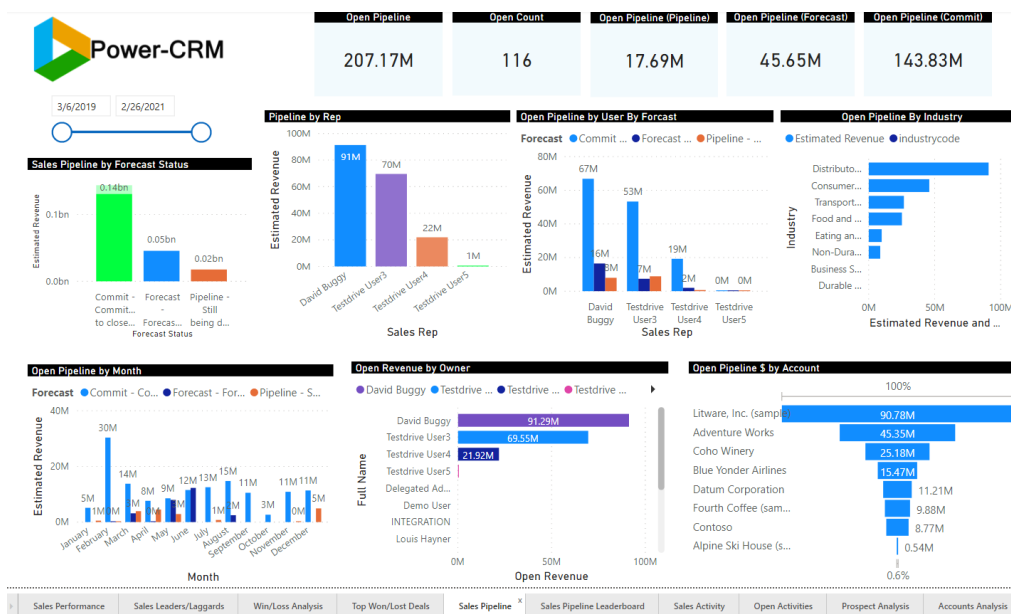 Power-CRM
Open Pipeline
207.17M
Open Count
116
Open Pipeline (Pipeline)
17.69M
Open Pipeline (Forecast)
45.65M
Open Pipeline (Commit)
143.83M
3/6/2019 2/26/2021
Sales Pipeline by Forecast Status
Estimated Revenue
0.1bn
0.0bn
0.14bn
0.05bn
0.02bn
Commit -
Commit...
to close...
Forecast
-
Forecas...
Pipeline -
Still
being d...
Forecast Status
Pipeline by Rep
Estimated Revenue
100M
80M
60M
40M
20M
0M
91M
70M
22M
1M
David Buggy
Testdrive User3
Testdrive User4
Testdrive User5
Sales Rep
Open Pipeline by User By Forcast
Forecast Commit ... Forecast ... Pipeline - ...
Estimated Revenue
80M
60M
40M
20M
0M
67M
16M
8M
53M
7M
19M
2M
0M 0M
David
Buggy
Testdrive
User3
Testdrive
User4
Testdrive
User5
Sales Rep
Open Pipeline By Industry
Estimated Revenue industrycode
Industry
Distributo...
Consumer...
Transport...
Food and ...
Eating an...
Non-Dura...
Business S...
Durable ...
0M 50M 100M
Estimated Revenue and ...
Open Pipeline by Month
Forecast Commit - Co... Forecast - For... Pipeline - S...
Estimated Revenue
40M
20M
0M
5M
1M
30M
0M
14M
3M
8M
9M
12M
13M
1M
15M
11M
3M
11M
0M
11M
5M
January
February
March
April
May
June
July
August
September
October
November
December
Month
Open Revenue by Owner
David Buggy Testdrive ... Testdrive ... Testdrive ...
Full Name
David Buggy
91.29M
Testdrive User3
69.55M
Testdrive User4
21.92M
Testdrive User5
Delegated Ad...
Demo User
INTEGRATION
Louis Hayner
0M 50M 100M
Open Revenue
Open Pipeline $ by Account
100%
Litware, Inc. (sample)
90.78M
Adventure Works
45.35M
Coho Winery
25.18M
Blue Yonder Airlines
15.47M
Datum Corporation
11.21M
Fourth Coffee (sam...
9.88M
Contoso
8.77M
Alpine Ski House (s...
0.54M
0.6%
Sales Performance
Sales Leaders/Laggards
Win/Loss Analysis
Top Won/Lost Deals
Sales Pipeline x
Sales Pipeline Leaderboard
Sales Activity
Open Activities
Prospect Analysis
Accounts Analysis